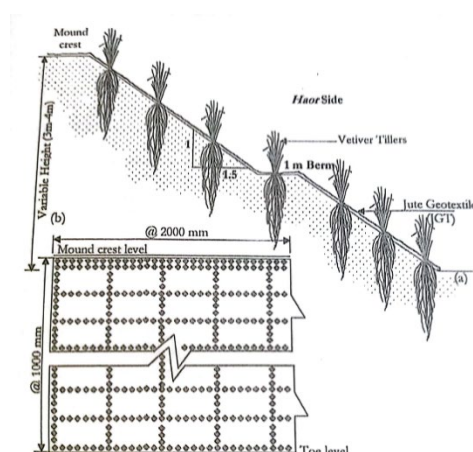 Mound
crest
Haor Side
Vetiver Tillers
1
1.5
1 m Berm
Variable Height (3m-4m)
Jute Geotextile
(JGT)
(b)
(a)
@ 2000 mm
Mound crest level
@ 1000 mm
Toe level